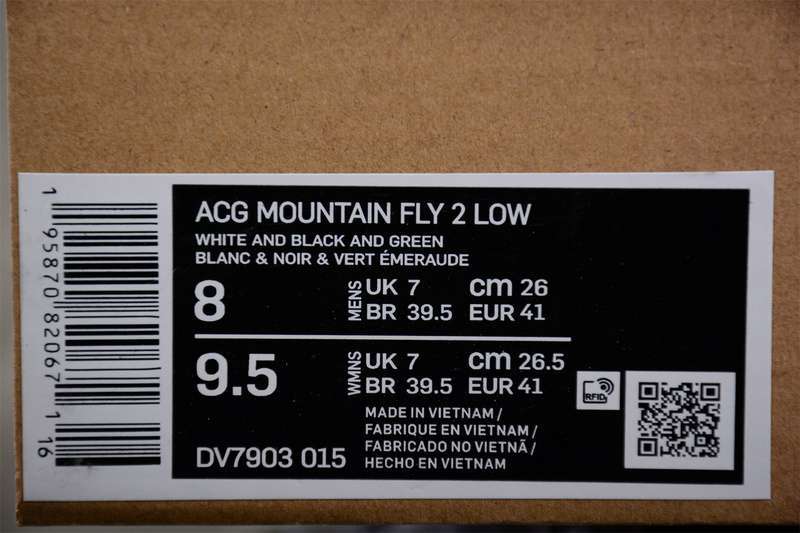 ACG MOUNTAIN FLY 2 LOW
WHITE AND BLACK AND GREEN
BLANC & NOIR & VERT ÉMERAUDE
8 MENS UK 7 cm 26
BR 39.5 EUR 41
9.5 WMNS UK 7 cm 26.5
BR 39.5 EUR 41
MADE IN VIETNAM /
FABRIQUE EN VIETNAM /
FABRICADO NO VIETNÃ /
HECHO EN VIETNAM
DV7903 015
RFID
1 95870 82067 1 16